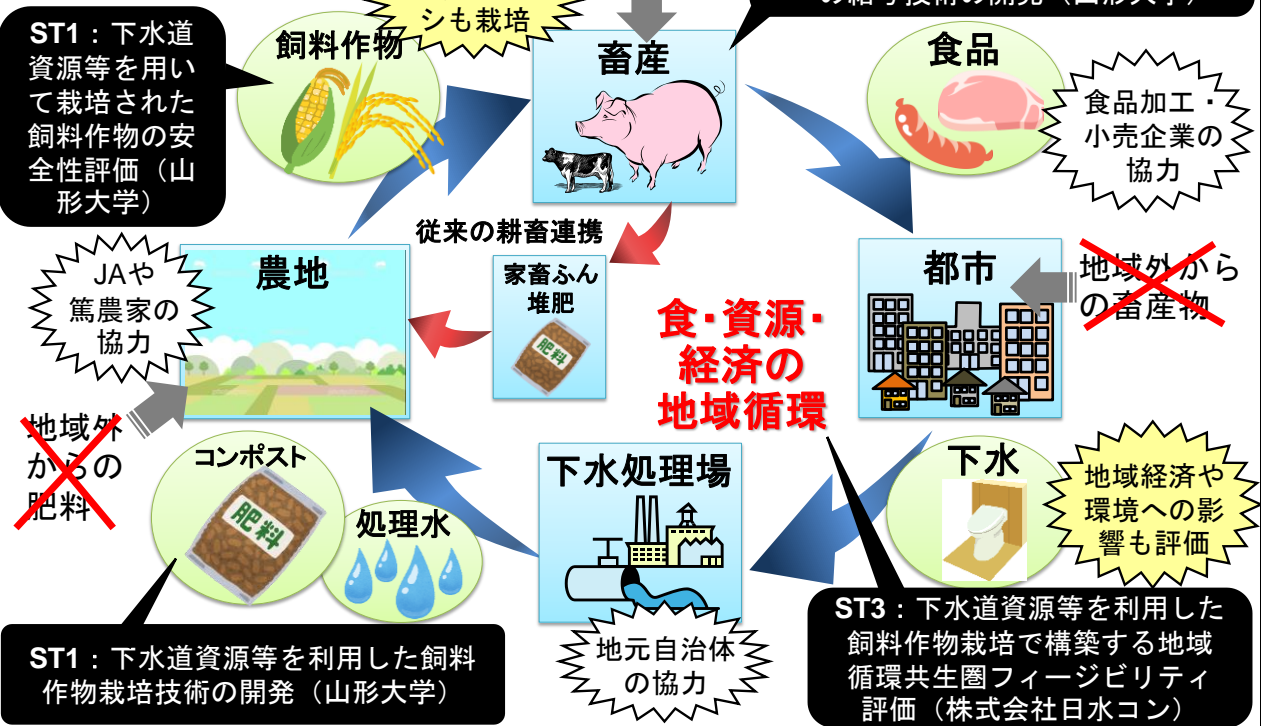 シも栽培
ST1：下水道
資源等を用い
て栽培された
飼料作物の安
全性評価（山
形大学）
飼料作物
畜産
食品
食品加工・
小売企業の
協力
従来の耕畜連携
JAや
篤農家の
協力
農地
家畜ふん
堆肥
肥料
食・資源・
経済の
地域循環
都市
地域外から
の畜産物
地域外
からの
肥料
コンポスト
肥料
処理水
下水処理場
下水
地域経済や
環境への影
響も評価
地元自治体
の協力
ST1：下水道資源等を利用した飼料
作物栽培技術の開発（山形大学）
ST3：下水道資源等を利用した
飼料作物栽培で構築する地域
循環共生圏フィージビリティ
評価（株式会社日水コン）